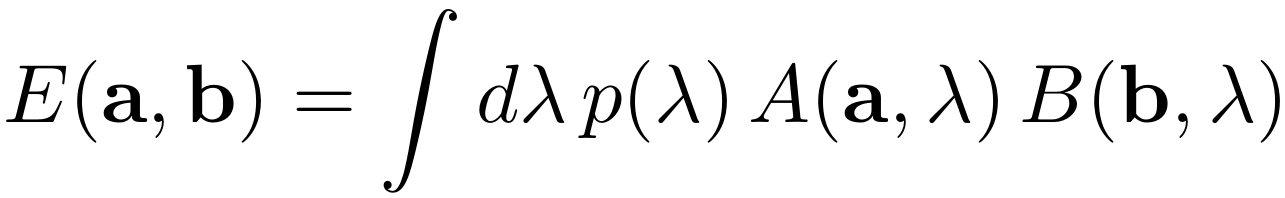 E(𝐚, 𝐛) = ∫ dλ p(λ) A(𝐚, λ) B(𝐛, λ)